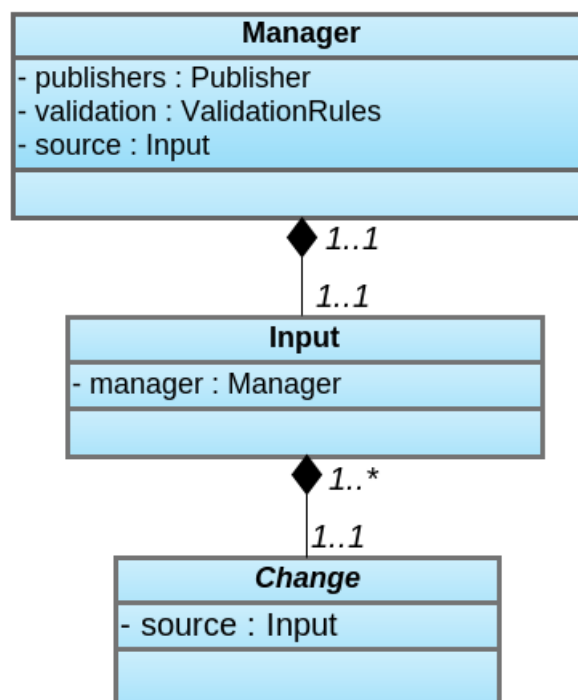 Manager
- publishers : Publisher
- validation : ValidationRules
- source : Input
1..1
1..1
Input
- manager : Manager
1..*
1..1
Change
- source : Input